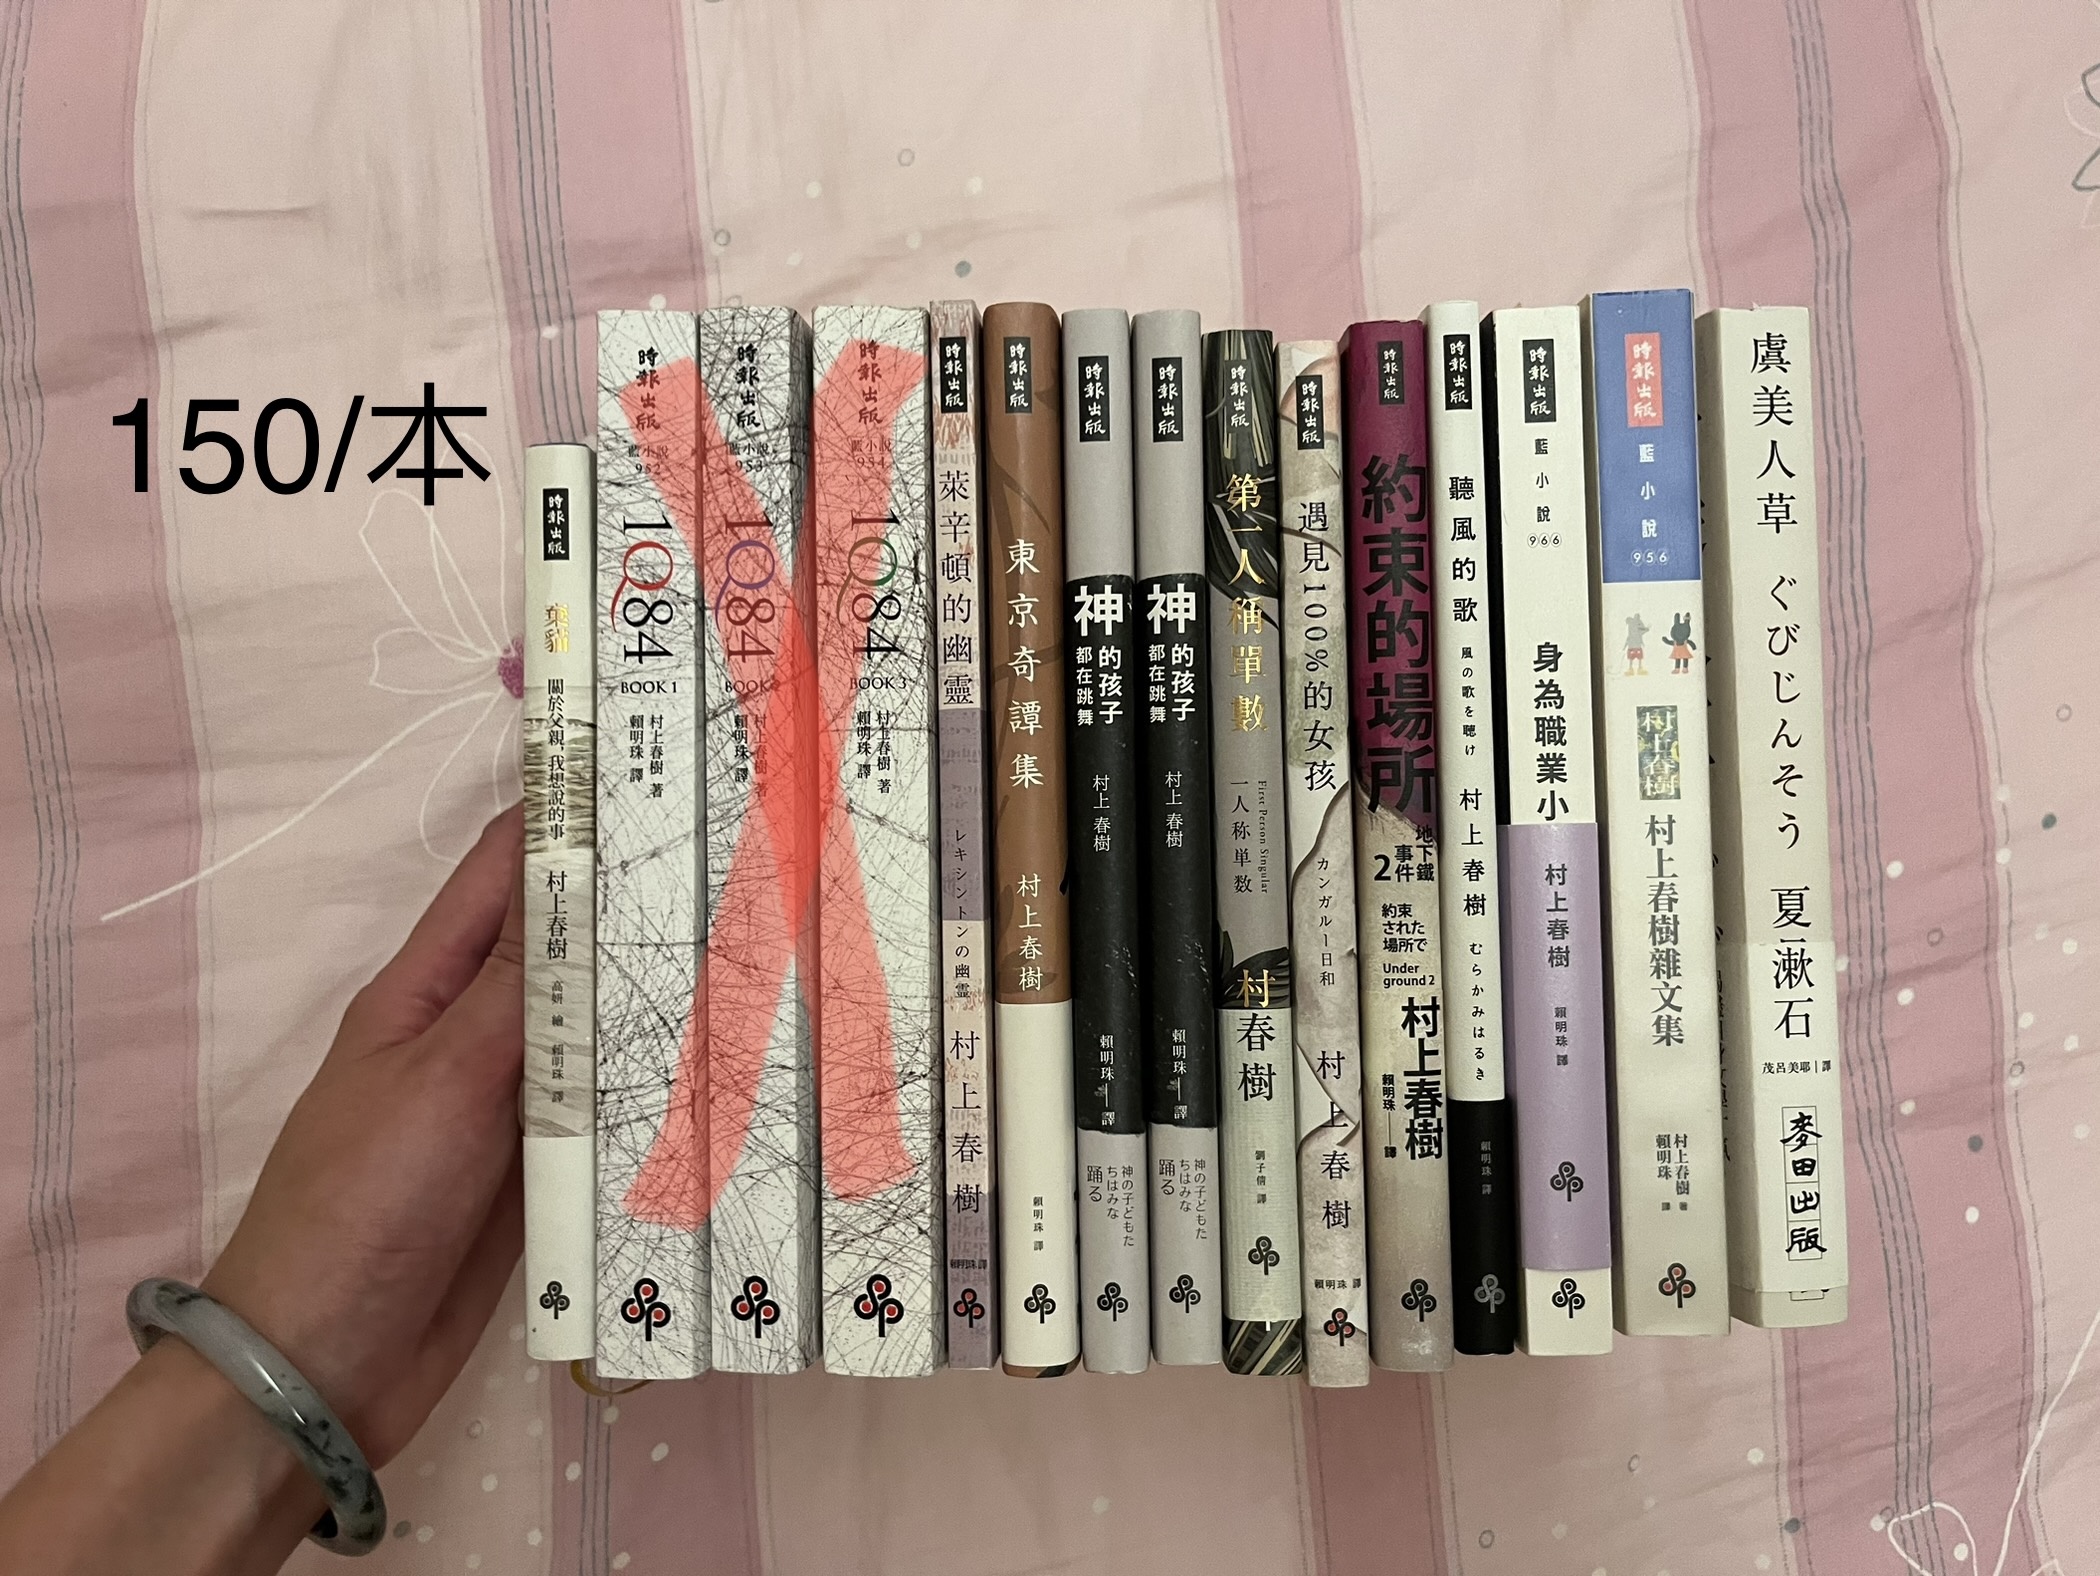 150/本
時報出版
棄貓
關於父親,我想說的事
村上春樹
高妍 繪
賴明珠 譯
時報出版
藍小說
952
1Q84
BOOK 1
村上春樹 著
賴明珠 譯
時報出版
藍小說
953
1Q84
BOOK
村上春樹
賴明珠 譯
時報出版
藍小說
954
1Q84
BOOK 3
村上春樹 著
賴明珠 譯
時報出版
萊辛頓的幽靈
レキシントンの幽霊
村上春樹
賴明珠 譯
時報出版
東京奇譚集
村上春樹
賴明珠 譯
時報出版
神的孩子
都在跳舞
村上春樹
賴明珠 譯
神の子どもた
ちはみな
踊る
時報出版
神的孩子
都在跳舞
村上春樹
賴明珠 譯
神の子どもた
ちはみな
踊る
時報出版
第一人稱單數
First Person Singular
一人称単数
村 春樹
劉子倩 譯
時報出版
遇見100%的女孩
カンガルー日和
村上春樹
賴明珠 譯
時報出版
約束的場所
地下鐵
事件
2
約束
された
場所で
Under
ground 2
村上春樹
賴明珠 譯
時報出版
聽風的歌
風の歌を聴け
村上春樹
むらかみはるき
賴明珠 譯
時報出版
藍小說
966
身為職業小
村上春樹
賴明珠 譯
時報出版
藍小說
956
村上春樹
村上春樹雜文集
村上春樹 著
賴明珠 譯
虞美人草
ぐびじんそう
夏漱石
茂呂美耶|譯
麥田出版